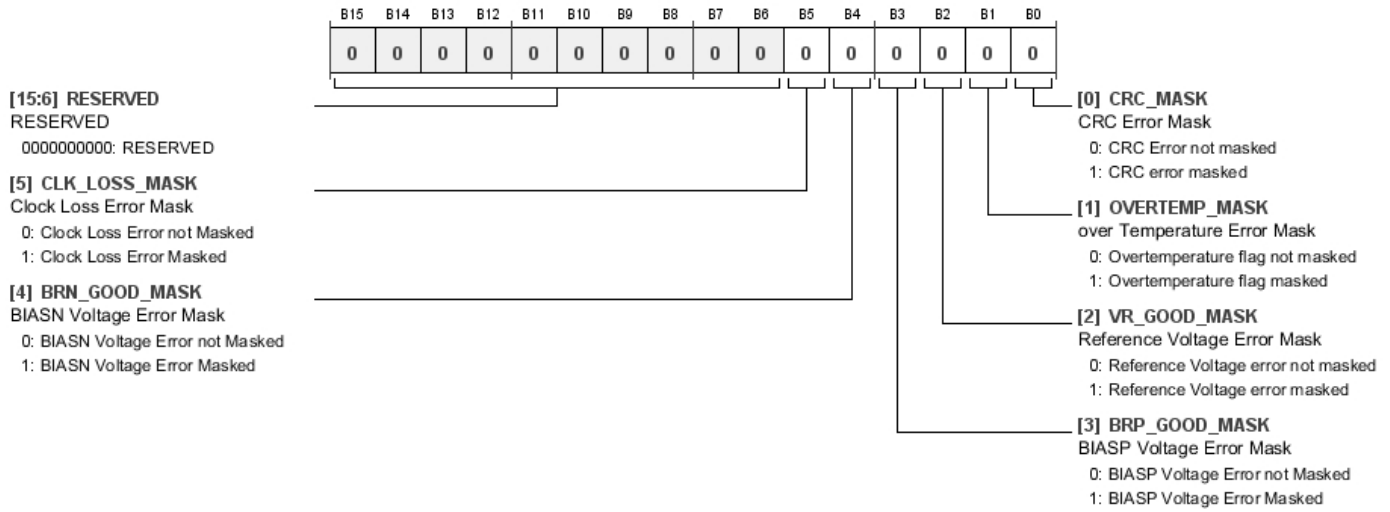 B15 B14 B13 B12 B11 B10 B9 B8 B7 B6 B5 B4 B3 B2 B1 B0
0 0 0 0 0 0 0 0 0 0 0 0 0 0 0 0
[15:6] RESERVED
RESERVED
0000000000: RESERVED
[5] CLK_LOSS_MASK
Clock Loss Error Mask
0: Clock Loss Error not Masked
1: Clock Loss Error Masked
[4] BRN_GOOD_MASK
BIASN Voltage Error Mask
0: BIASN Voltage Error not Masked
1: BIASN Voltage Error Masked
[0] CRC_MASK
CRC Error Mask
0: CRC Error not masked
1: CRC error masked
[1] OVERTEMP_MASK
over Temperature Error Mask
0: Overtemperature flag not masked
1: Overtemperature flag masked
[2] VR_GOOD_MASK
Reference Voltage Error Mask
0: Reference Voltage error not masked
1: Reference Voltage error masked
[3] BRP_GOOD_MASK
BIASP Voltage Error Mask
0: BIASP Voltage Error not Masked
1: BIASP Voltage Error Masked